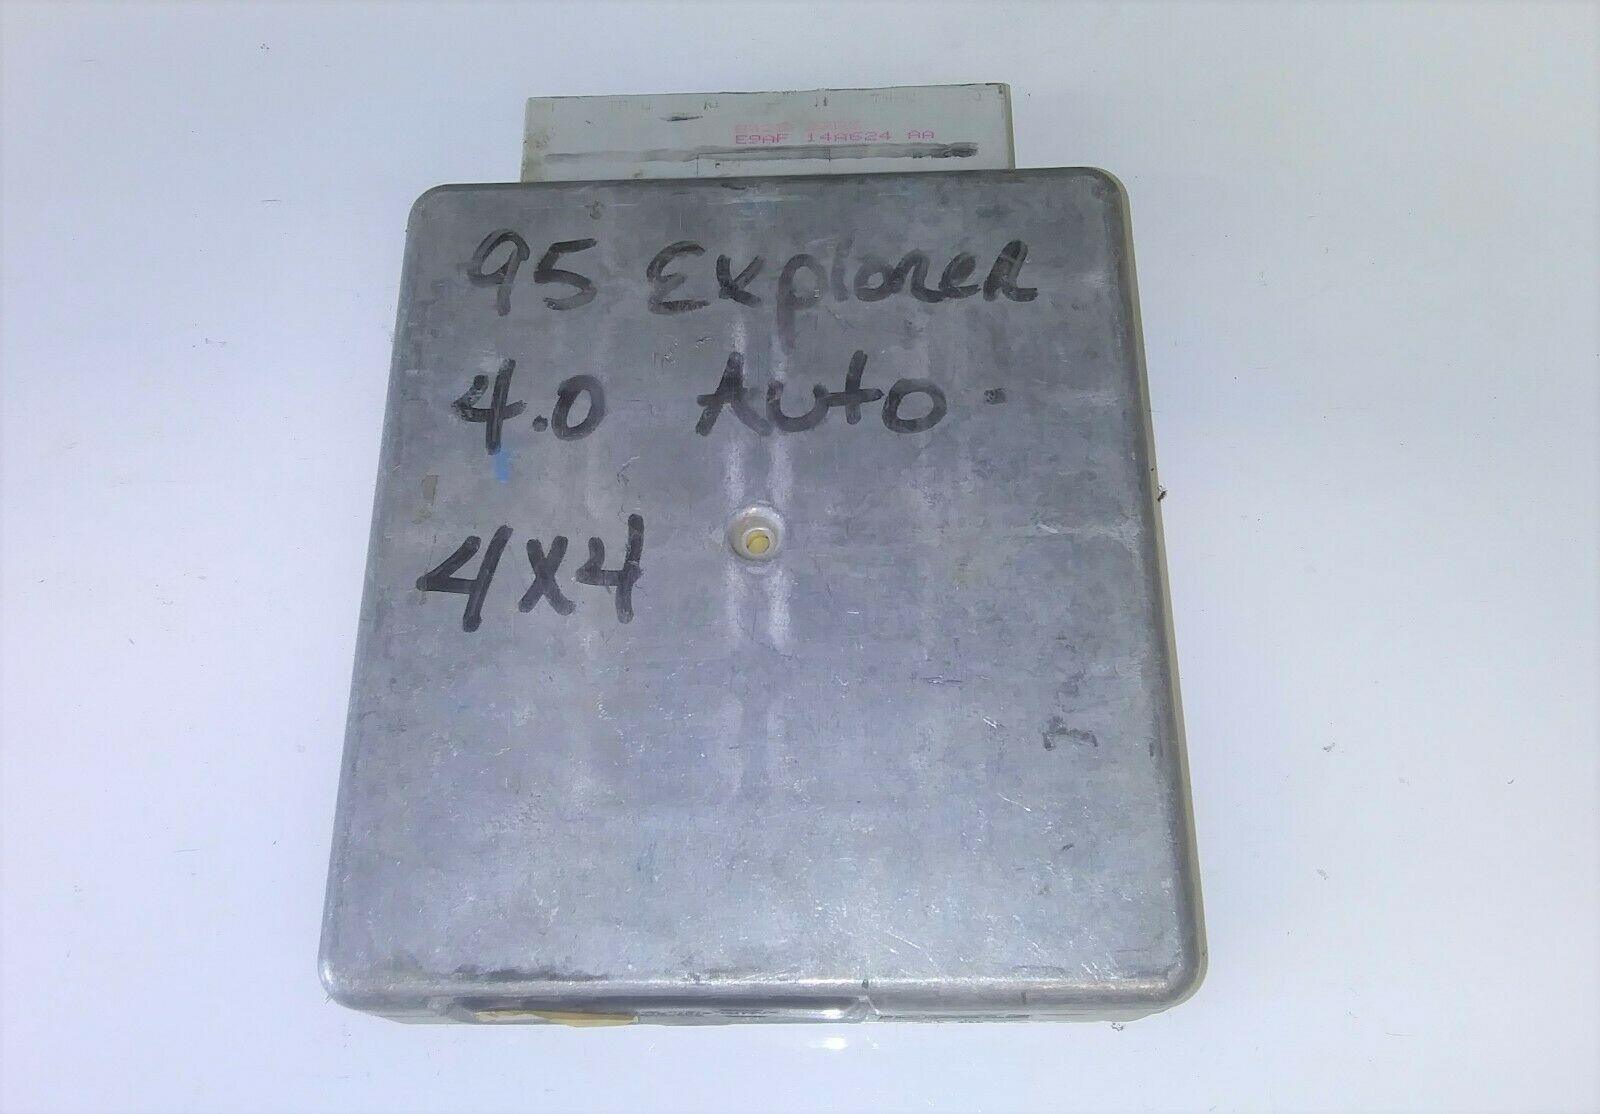 E9AF 14A624 AA
95 Explorer
4.0 Auto-
4x4